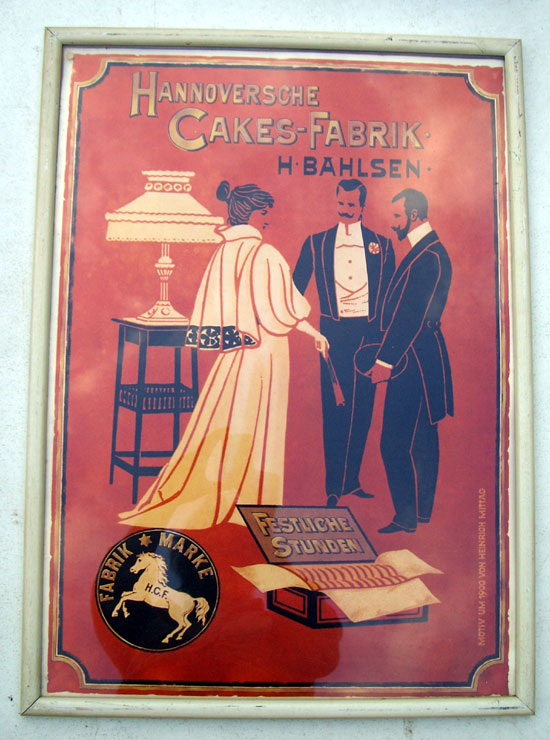 HANNOVERSCHE
CAKES-FABRIK·
H·BAHLSEN·
FESTLICHE
STUNDEN
FABRIK ★ MARKE
H.C.F.
MOTIV UM 1900 VON HEINRICH MITTAG